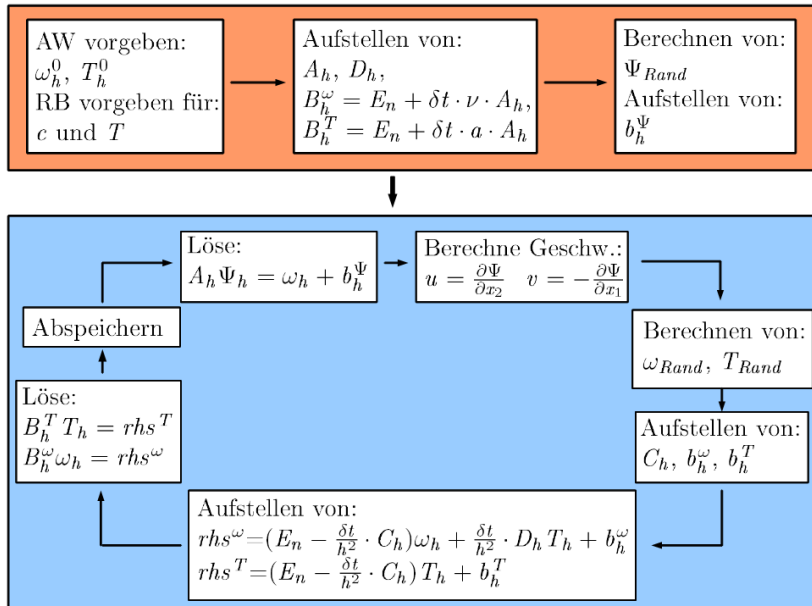 AW vorgeben:
ω_h^0, T_h^0
RB vorgeben für:
c und T
Aufstellen von:
A_h, D_h,
B_h^ω = E_n + δt · ν · A_h,
B_h^T = E_n + δt · a · A_h
Berechnen von:
Ψ_Rand
Aufstellen von:
b_h^Ψ
Löse:
A_hΨ_h = ω_h + b_h^Ψ
Berechne Geschw.:
u = ∂Ψ/∂x_2 v = −∂Ψ/∂x_1
Berechnen von:
ω_Rand, T_Rand
Aufstellen von:
C_h, b_h^ω, b_h^T
Aufstellen von:
rhs^ω=(E_n − δt/h^2 · C_h)ω_h + δt/h^2 · D_h T_h + b_h^ω
rhs^T=(E_n − δt/h^2 · C_h) T_h + b_h^T
Löse:
B_h^T T_h = rhs^T
B_h^ω ω_h = rhs^ω
Abspeichern